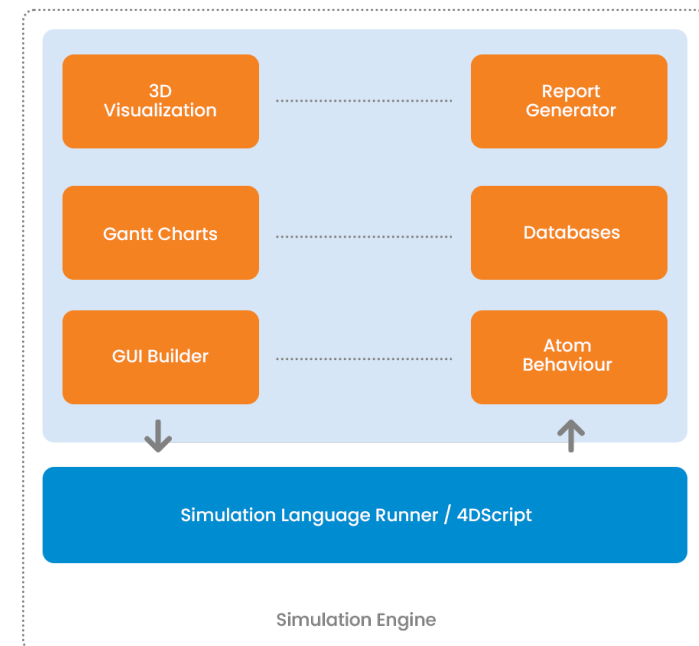 3D
Visualization
Report
Generator
Gantt Charts
Databases
GUI Builder
Atom
Behaviour
Simulation Language Runner / 4DScript
Simulation Engine